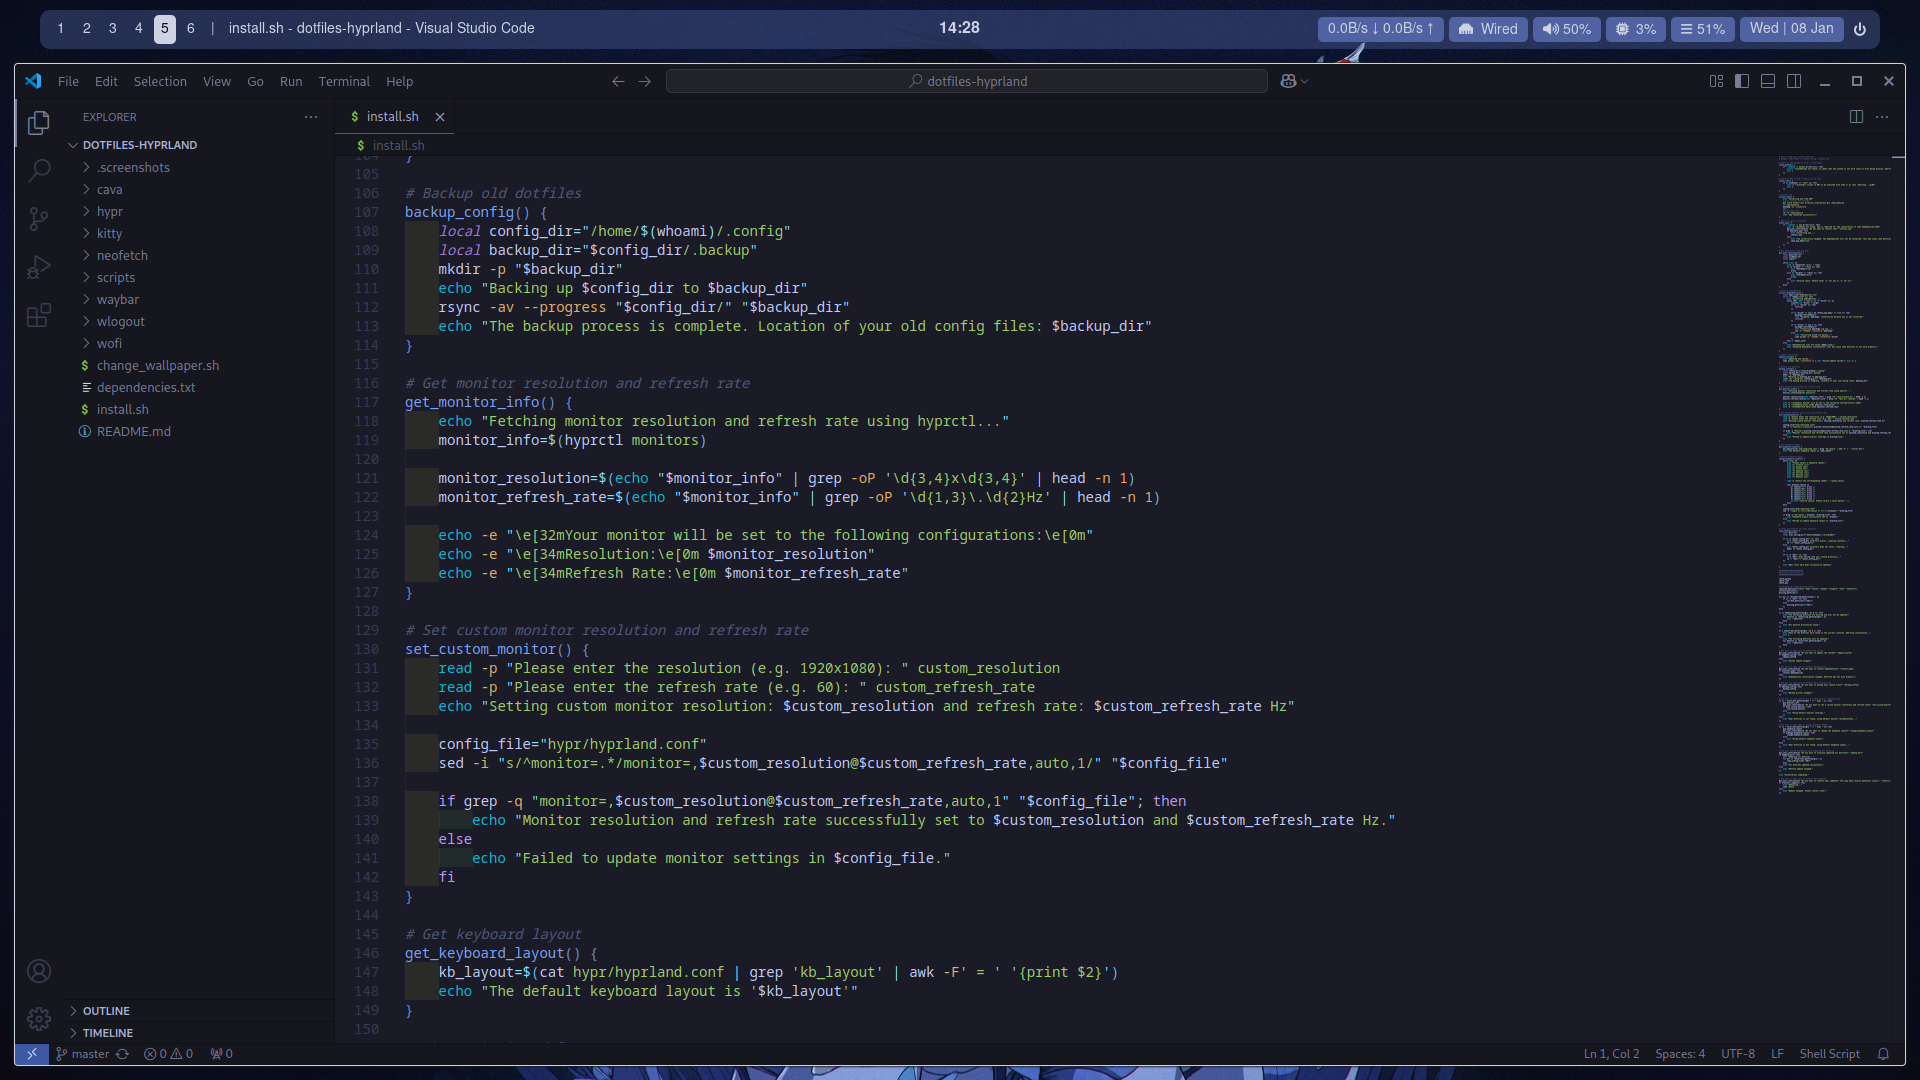 1 2 3 4 5 6 | install.sh - dotfiles-hyprland - Visual Studio Code
14:28
0.0B/s ↓ 0.0B/s ↑ Wired 50% 3% 51% Wed | 08 Jan
File Edit Selection View Go Run Terminal Help
dotfiles-hyprland
EXPLORER
DOTFILES-HYPRLAND
.screenshots
cava
hypr
kitty
neofetch
scripts
waybar
wlogout
wofi
$ change_wallpaper.sh
dependencies.txt
$ install.sh
README.md
OUTLINE
TIMELINE
$ install.sh
$ install.sh
104 }
105
106 # Backup old dotfiles
107 backup_config() {
108 local config_dir="/home/$(whoami)/.config"
109 local backup_dir="$config_dir/.backup"
110 mkdir -p "$backup_dir"
111 echo "Backing up $config_dir to $backup_dir"
112 rsync -av --progress "$config_dir/" "$backup_dir"
113 echo "The backup process is complete. Location of your old config files: $backup_dir"
114 }
115
116 # Get monitor resolution and refresh rate
117 get_monitor_info() {
118 echo "Fetching monitor resolution and refresh rate using hyprctl..."
119 monitor_info=$(hyprctl monitors)
120
121 monitor_resolution=$(echo "$monitor_info" | grep -oP '\d{3,4}x\d{3,4}' | head -n 1)
122 monitor_refresh_rate=$(echo "$monitor_info" | grep -oP '\d{1,3}\.\d{2}Hz' | head -n 1)
123
124 echo -e "\e[32mYour monitor will be set to the following configurations:\e[0m"
125 echo -e "\e[34mResolution:\e[0m $monitor_resolution"
126 echo -e "\e[34mRefresh Rate:\e[0m $monitor_refresh_rate"
127 }
128
129 # Set custom monitor resolution and refresh rate
130 set_custom_monitor() {
131 read -p "Please enter the resolution (e.g. 1920x1080): " custom_resolution
132 read -p "Please enter the refresh rate (e.g. 60): " custom_refresh_rate
133 echo "Setting custom monitor resolution: $custom_resolution and refresh rate: $custom_refresh_rate Hz"
134
135 config_file="hypr/hyprland.conf"
136 sed -i "s/^monitor=.*/monitor=,$custom_resolution@$custom_refresh_rate,auto,1/" "$config_file"
137
138 if grep -q "monitor=,$custom_resolution@$custom_refresh_rate,auto,1" "$config_file"; then
139 echo "Monitor resolution and refresh rate successfully set to $custom_resolution and $custom_refresh_rate Hz."
140 else
141 echo "Failed to update monitor settings in $config_file."
142 fi
143 }
144
145 # Get keyboard layout
146 get_keyboard_layout() {
147 kb_layout=$(cat hypr/hyprland.conf | grep 'kb_layout' | awk -F' = ' '{print $2}')
148 echo "The default keyboard layout is '$kb_layout'"
149 }
150
master 0 0 0
Ln 1, Col 2 Spaces: 4 UTF-8 LF Shell Script